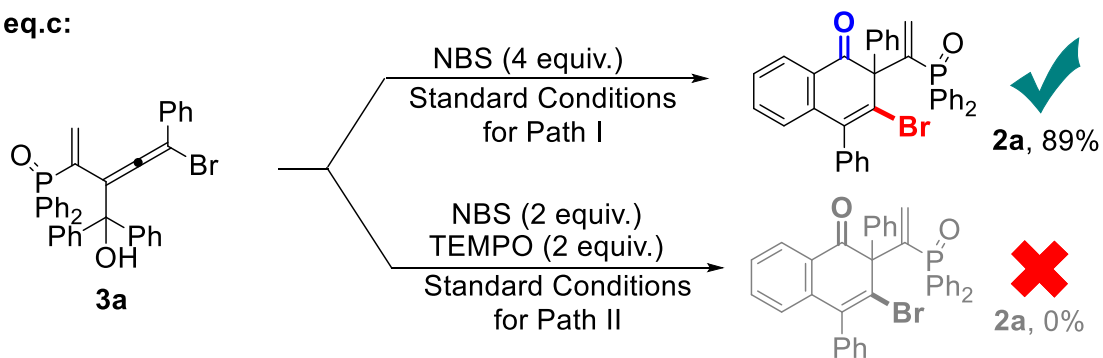 eq.c:
NBS (4 equiv.)
Standard Conditions
for Path I
NBS (2 equiv.)
TEMPO (2 equiv.)
Standard Conditions
for Path II
Ph
Br
O
P
Ph2
Ph
Ph
OH
3a
O
Ph
O
P
Ph2
Br
Ph
2a, 89%
O
Ph
O
P
Ph2
Br
Ph
2a, 0%